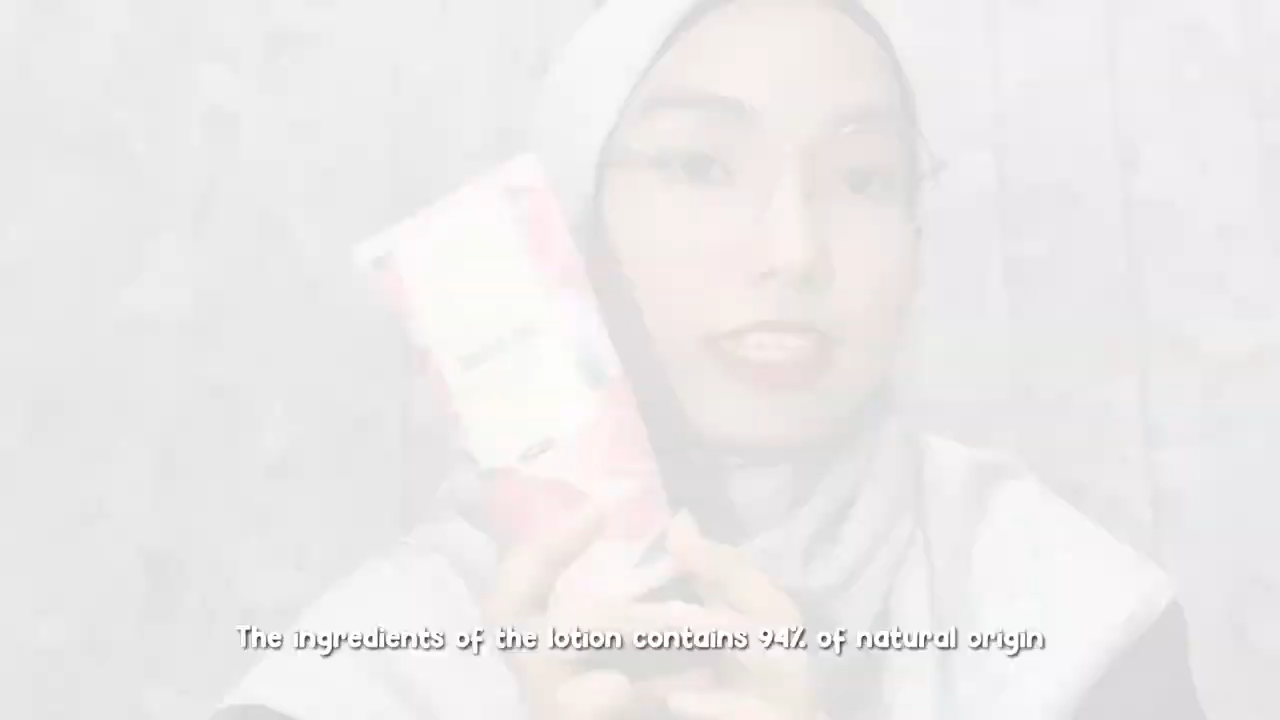 The ingredients of the lotion contains 94% of natural origin